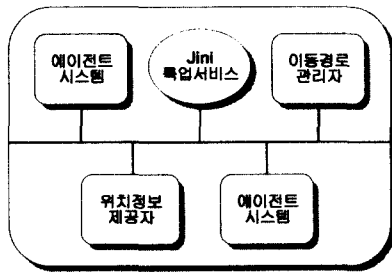 에이전트
시스템
Jini
룩업서비스
이동경로
관리자
위치정보
제공자
에이전트
시스템